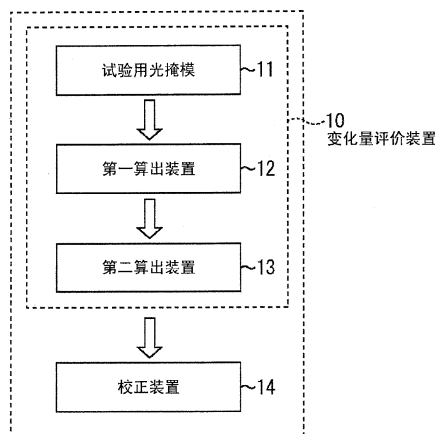 试验用光掩模 11
10
变化量评价装置
第一算出装置 12
第二算出装置 13
校正装置 14